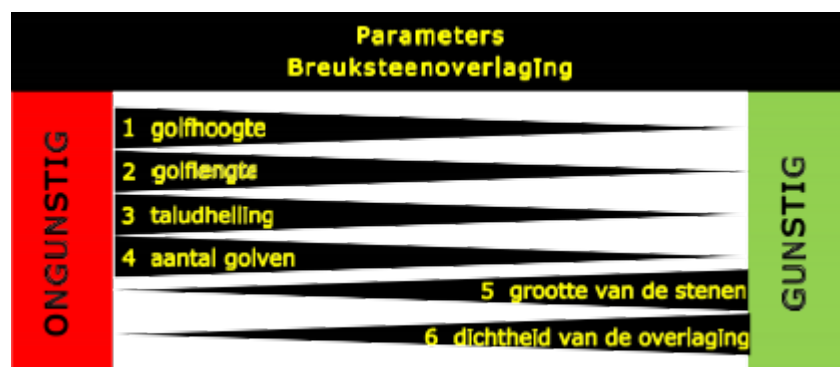 Parameters
Breuksteenoverlaging
ONGUNSTIG
1 golfhoogte
2 golflengte
3 taludhelling
4 aantal golven
5 grootte van de stenen
6 dichtheid van de overlaging
GUNSTIG